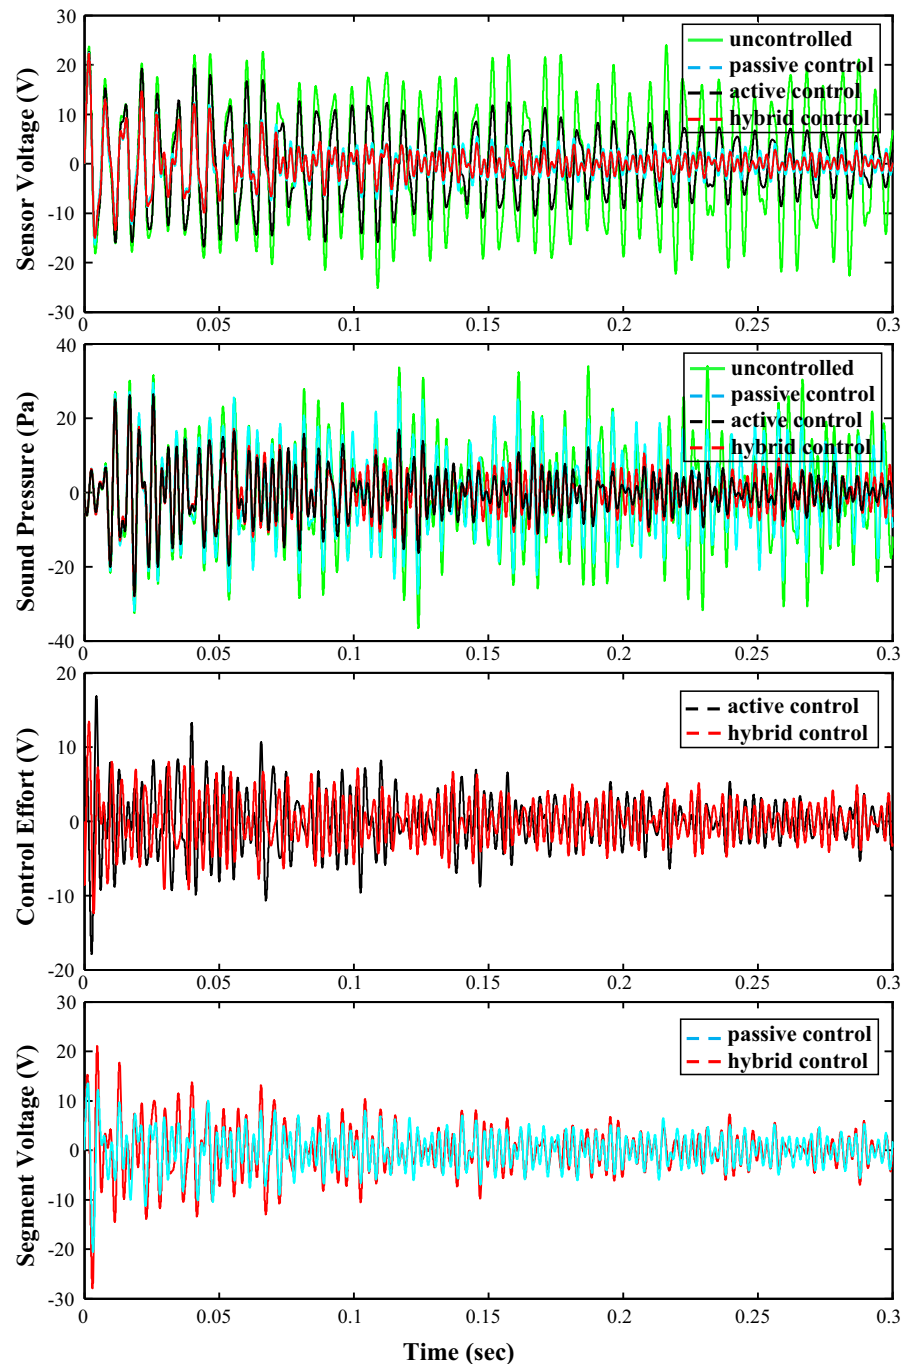 30
20
10
0
-10
-20
-30
Sensor Voltage (V)
uncontrolled
passive control
active control
hybrid control
0 0.05 0.1 0.15 0.2 0.25 0.3
40
20
0
-20
-40
Sound Pressure (Pa)
uncontrolled
passive control
active control
hybrid control
0 0.05 0.1 0.15 0.2 0.25 0.3
20
10
0
-10
-20
Control Effort (V)
active control
hybrid control
0 0.05 0.1 0.15 0.2 0.25 0.3
30
20
10
0
-10
-20
-30
Segment Voltage (V)
passive control
hybrid control
0 0.05 0.1 0.15 0.2 0.25 0.3
Time (sec)